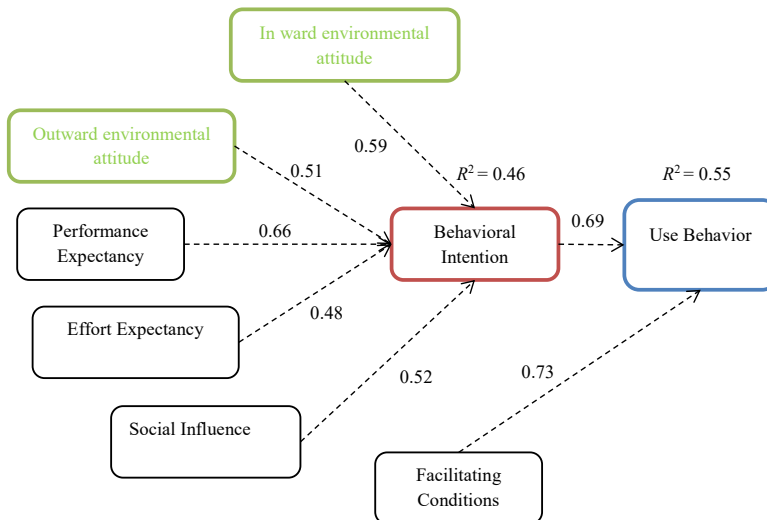 In ward environmental
attitude
Outward environmental
attitude
0.59
0.51
R² = 0.46
R² = 0.55
Performance
Expectancy
0.66
Behavioral
Intention
0.69
Use Behavior
Effort Expectancy
0.48
0.52
0.73
Social Influence
Facilitating
Conditions